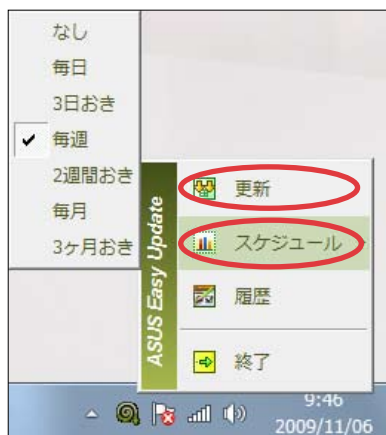 なし
毎日
3日おき
毎週
2週間おき
毎月
3ヶ月おき
ASUS Easy Update
更新
スケジュール
履歴
終了
9:46
2009/11/06